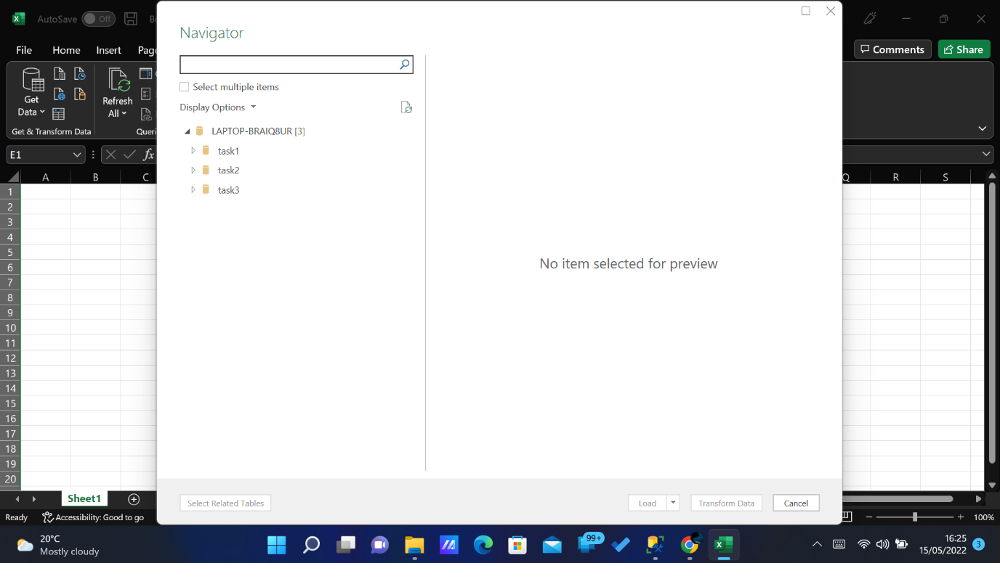 AutoSave Off
File Home Insert Page
Comments Share
Get Data
Refresh All
Get & Transform Data
Queri
E1
fx
A B C Q R S
1
2
3
4
5
6
7
8
9
10
11
12
13
14
15
16
17
18
19
20
Navigator
Select multiple items
Display Options
LAPTOP-BRAIQ8UR [3]
task1
task2
task3
No item selected for preview
Select Related Tables Load Transform Data Cancel
Sheet1
Ready Accessibility: Good to go 100%
20°C
Mostly cloudy
99+
16:25
15/05/2022 3